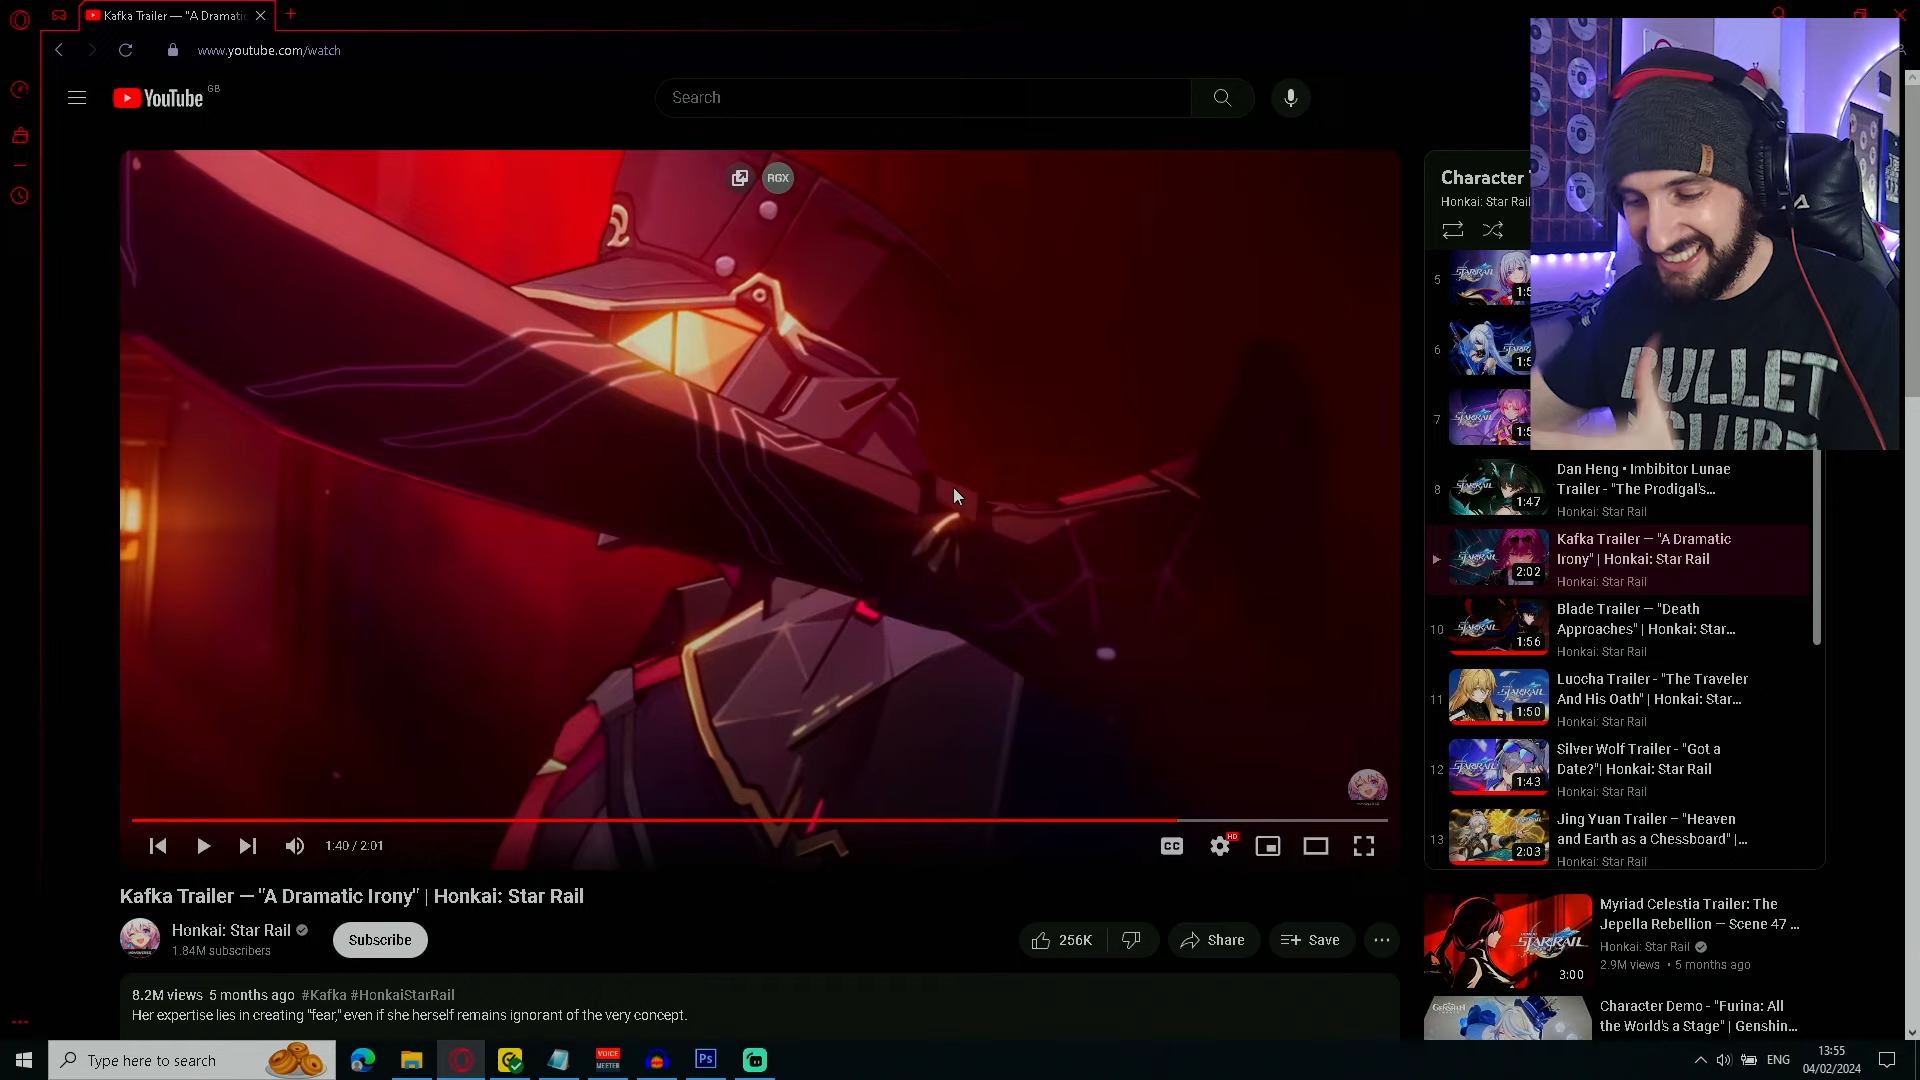 Kafka Trailer — "A Dramatic
www.youtube.com/watch
YouTube GB
Search
RGX
1:40 / 2:01
CC
HD
Kafka Trailer — "A Dramatic Irony" | Honkai: Star Rail
Honkai: Star Rail
1.84M subscribers
Subscribe
256K
Share
Save
8.2M views 5 months ago #Kafka #HonkaiStarRail
Her expertise lies in creating "fear," even if she herself remains ignorant of the very concept.
Character
Honkai: Star Rail
5
6
7
8
1:47
Dan Heng • Imbibitor Lunae
Trailer - "The Prodigal's...
Honkai: Star Rail
2:02
Kafka Trailer — "A Dramatic
Irony" | Honkai: Star Rail
Honkai: Star Rail
10
1:56
Blade Trailer — "Death
Approaches" | Honkai: Star...
Honkai: Star Rail
11
1:50
Luocha Trailer - "The Traveler
And His Oath" | Honkai: Star...
Honkai: Star Rail
12
1:43
Silver Wolf Trailer - "Got a
Date?"| Honkai: Star Rail
Honkai: Star Rail
13
2:03
Jing Yuan Trailer — "Heaven
and Earth as a Chessboard" |...
Honkai: Star Rail
STARRAIL
3:00
Myriad Celestia Trailer: The
Jepella Rebellion — Scene 47 ...
Honkai: Star Rail
2.9M views • 5 months ago
Character Demo - "Furina: All
the World's a Stage" | Genshin...
BULLET
Type here to search
VOICE
MEETER
Ps
ENG
13:55
04/02/2024